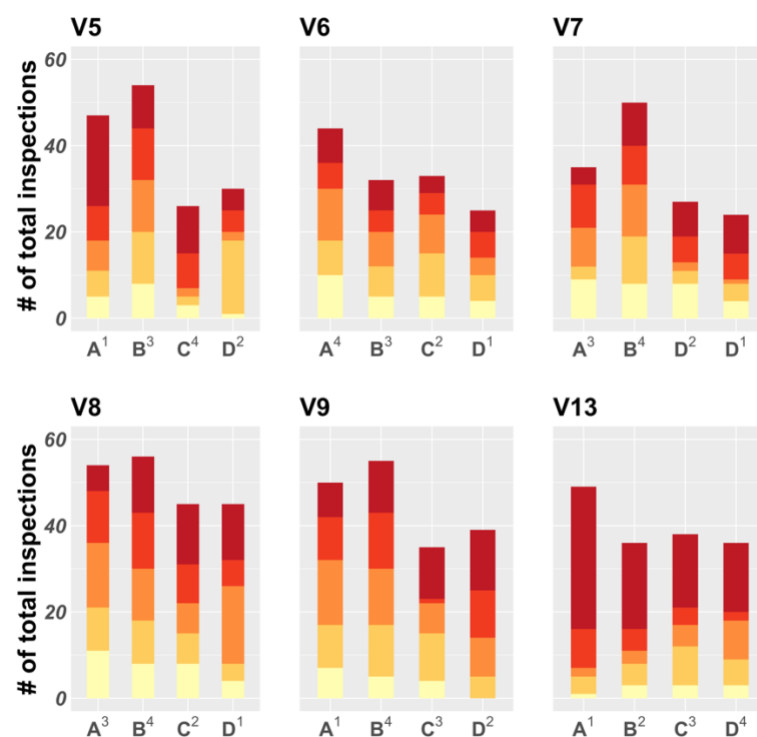 V5 V6 V7
# of total inspections
60
40
20
0
A¹ B³ C⁴ D²
A⁴ B³ C² D¹
A³ B⁴ D² D¹
V8 V9 V13
# of total inspections
60
40
20
0
A³ B⁴ C² D¹
A¹ B⁴ C³ D²
A¹ B² C³ D⁴